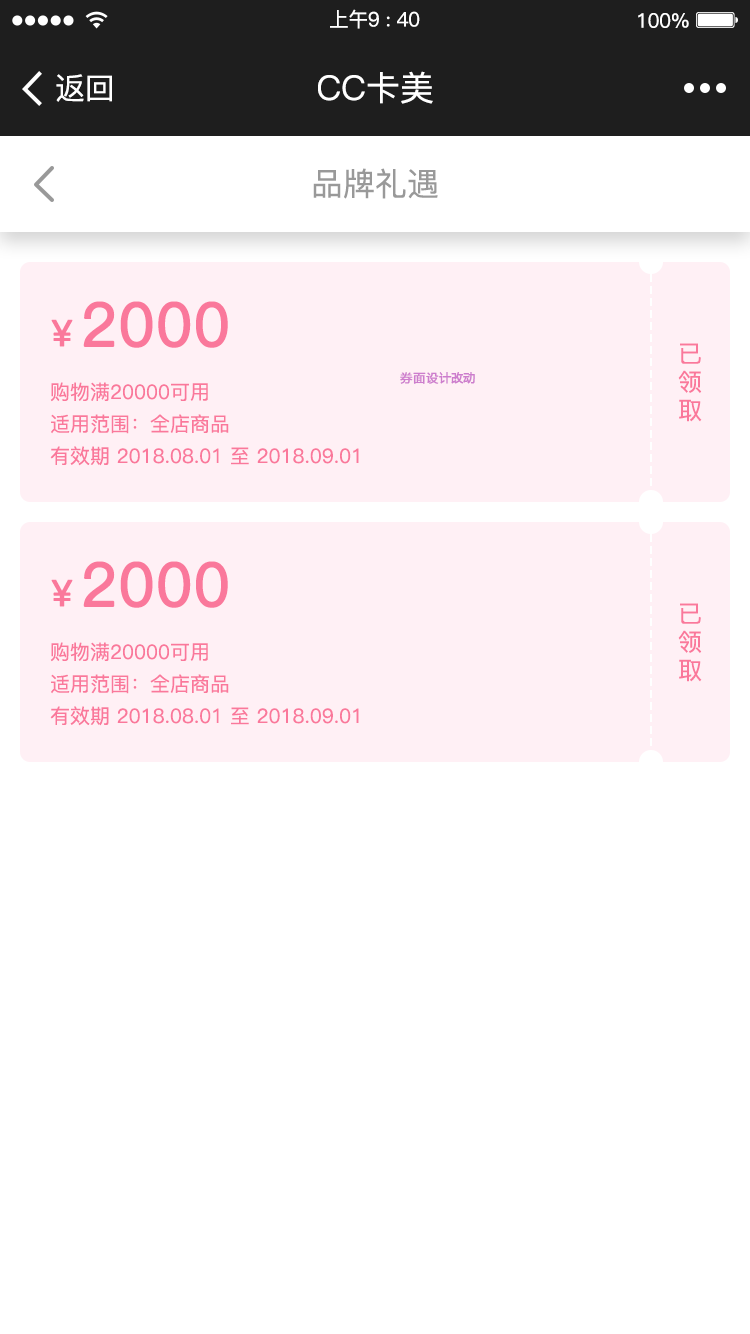 上午9 : 40
100%
返回
CC卡美
品牌礼遇
¥2000
购物满20000可用
适用范围：全店商品
有效期 2018.08.01 至 2018.09.01
券面设计改动
已领取
¥2000
购物满20000可用
适用范围：全店商品
有效期 2018.08.01 至 2018.09.01
已领取